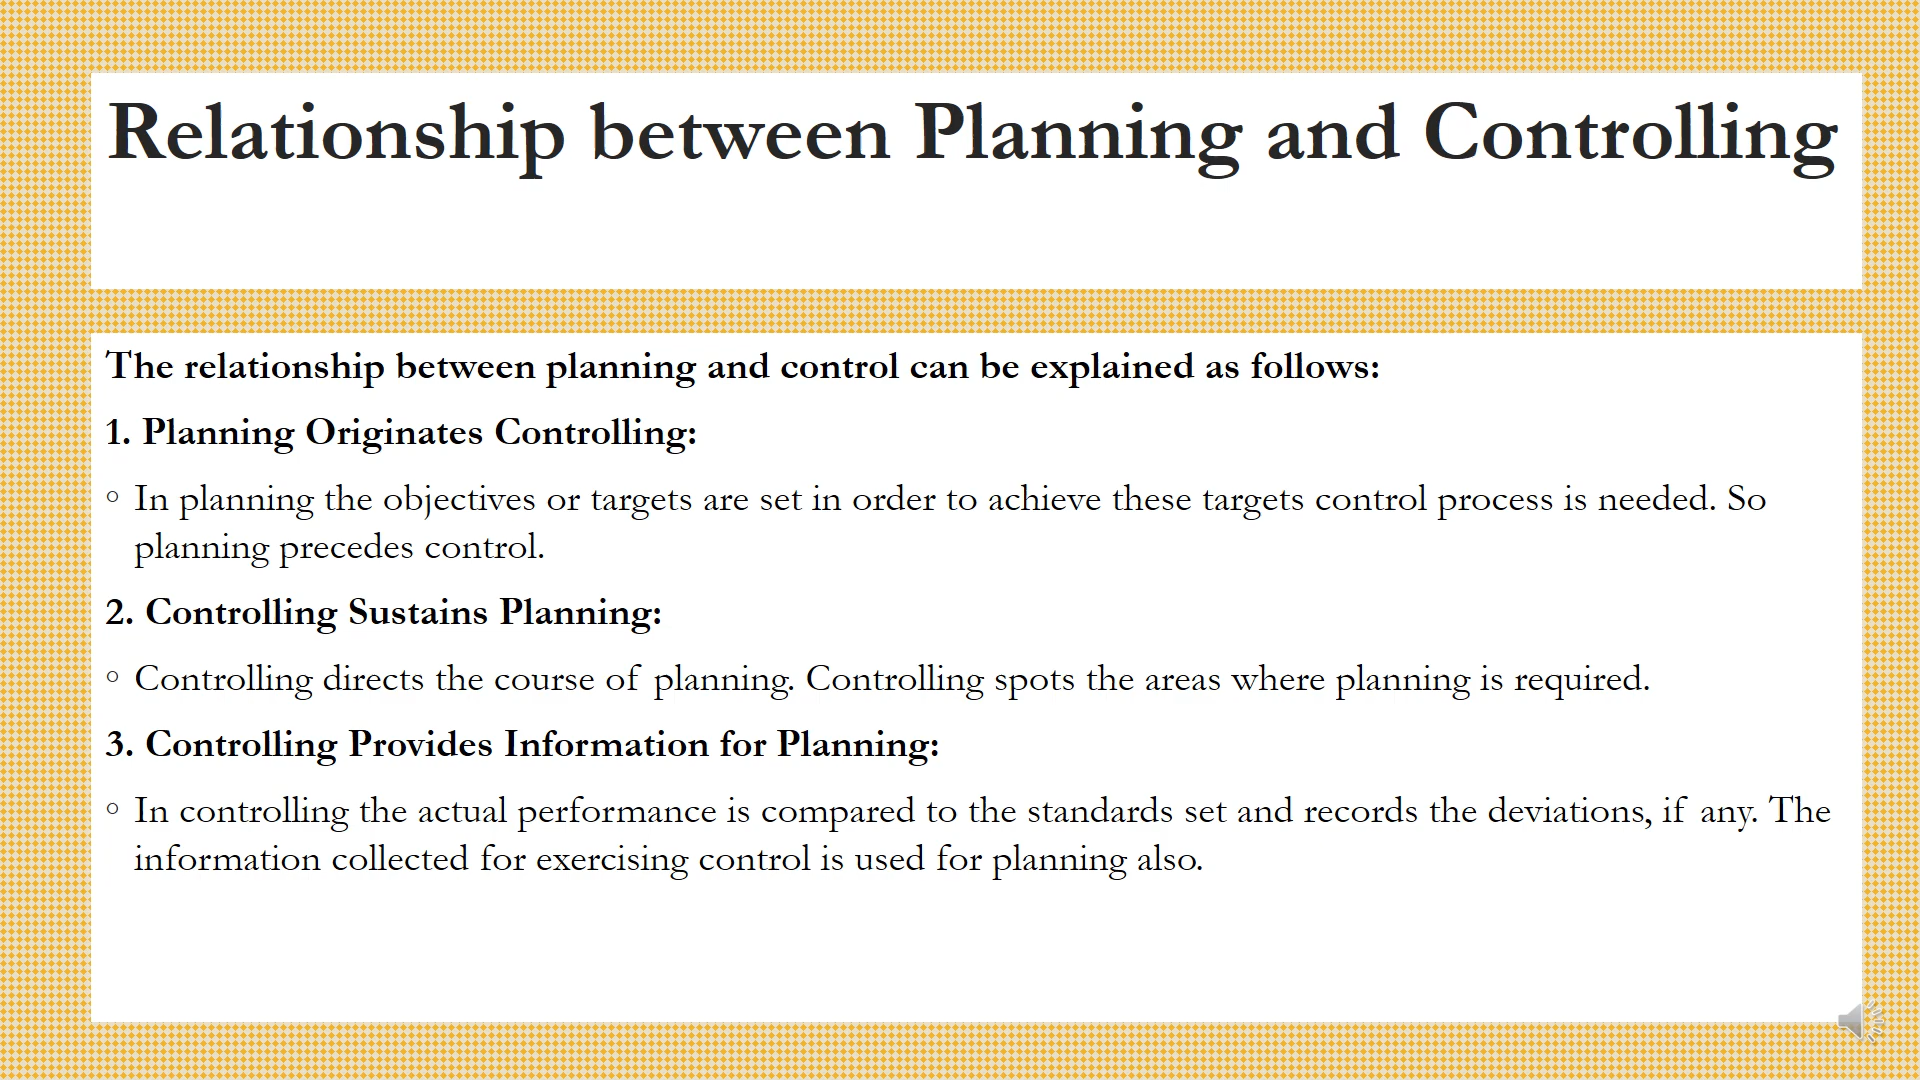 Relationship between Planning and Controlling
The relationship between planning and control can be explained as follows:
1. Planning Originates Controlling:
◦ In planning the objectives or targets are set in order to achieve these targets control process is needed. So
planning precedes control.
2. Controlling Sustains Planning:
◦ Controlling directs the course of planning. Controlling spots the areas where planning is required.
3. Controlling Provides Information for Planning:
◦ In controlling the actual performance is compared to the standards set and records the deviations, if any. The
information collected for exercising control is used for planning also.